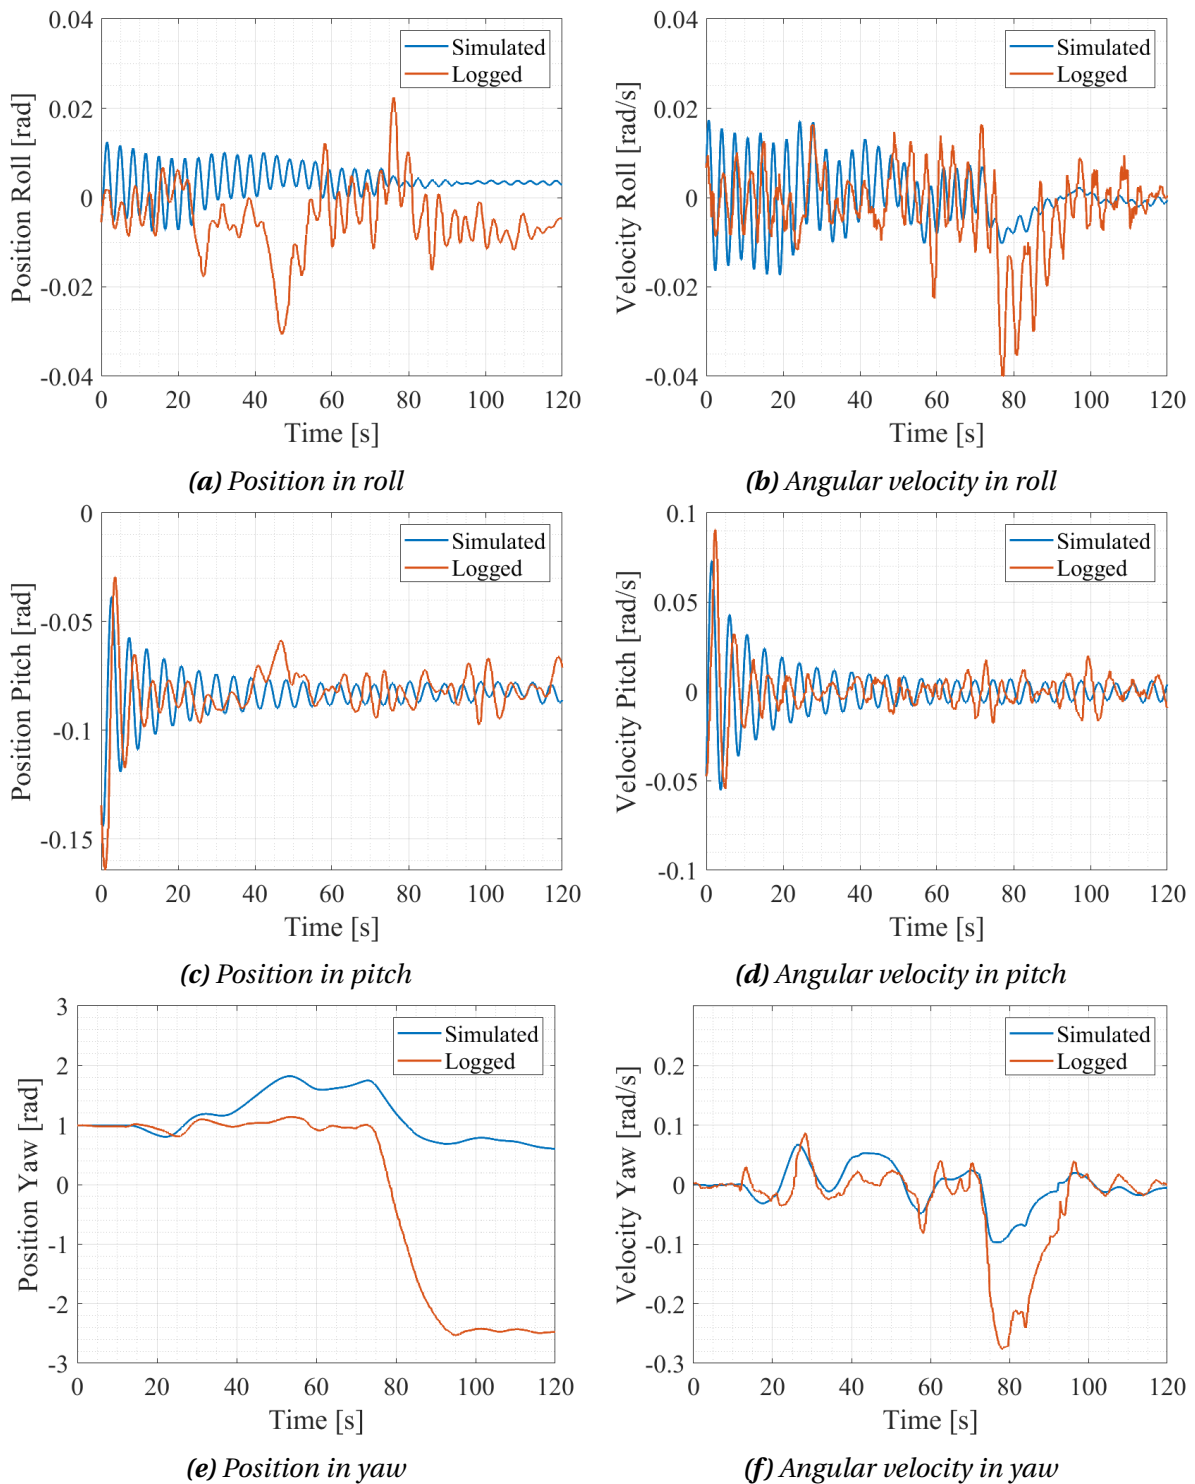 0.04
0.02
0
-0.02
-0.04
Position Roll [rad]
Simulated
Logged
0 20 40 60 80 100 120
Time [s]
(a) Position in roll
0.04
0.02
0
-0.02
-0.04
Velocity Roll [rad/s]
Simulated
Logged
0 20 40 60 80 100 120
Time [s]
(b) Angular velocity in roll
0
-0.05
-0.1
-0.15
Position Pitch [rad]
Simulated
Logged
0 20 40 60 80 100 120
Time [s]
(c) Position in pitch
0.1
0.05
0
-0.05
-0.1
Velocity Pitch [rad/s]
Simulated
Logged
0 20 40 60 80 100 120
Time [s]
(d) Angular velocity in pitch
3
2
1
0
-1
-2
-3
Position Yaw [rad]
Simulated
Logged
0 20 40 60 80 100 120
Time [s]
(e) Position in yaw
0.2
0.1
0
-0.1
-0.2
-0.3
Velocity Yaw [rad/s]
Simulated
Logged
0 20 40 60 80 100 120
Time [s]
(f) Angular velocity in yaw